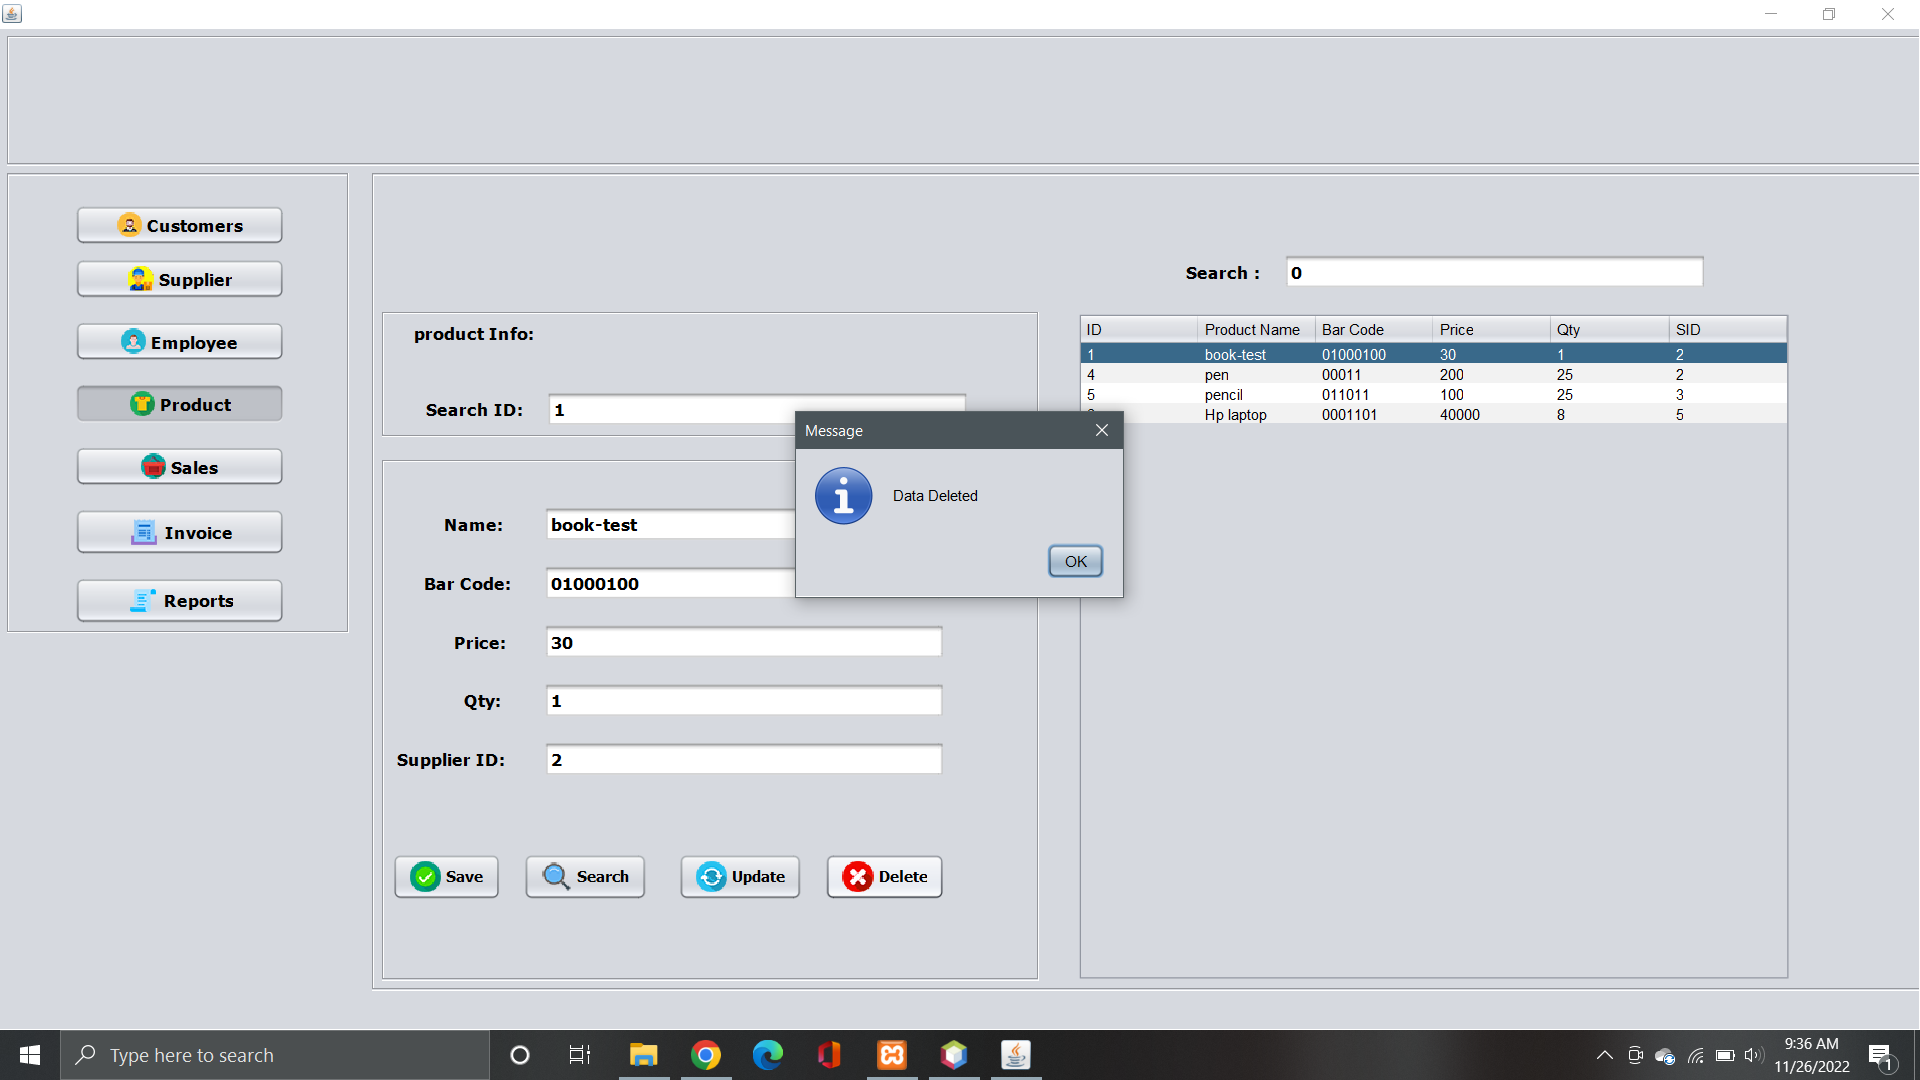 Customers
Supplier
Employee
Product
Sales
Invoice
Reports
product Info:
Search ID: 1
Name: book-test
Bar Code: 01000100
Price: 30
Qty: 1
Supplier ID: 2
Save Search Update Delete
Search : 0
ID Product Name Bar Code Price Qty SID
1 book-test 01000100 30 1 2
4 pen 00011 200 25 2
5 pencil 011011 100 25 3
Hp laptop 0001101 40000 8 5
Message
Data Deleted
OK
Type here to search
9:36 AM
11/26/2022
1